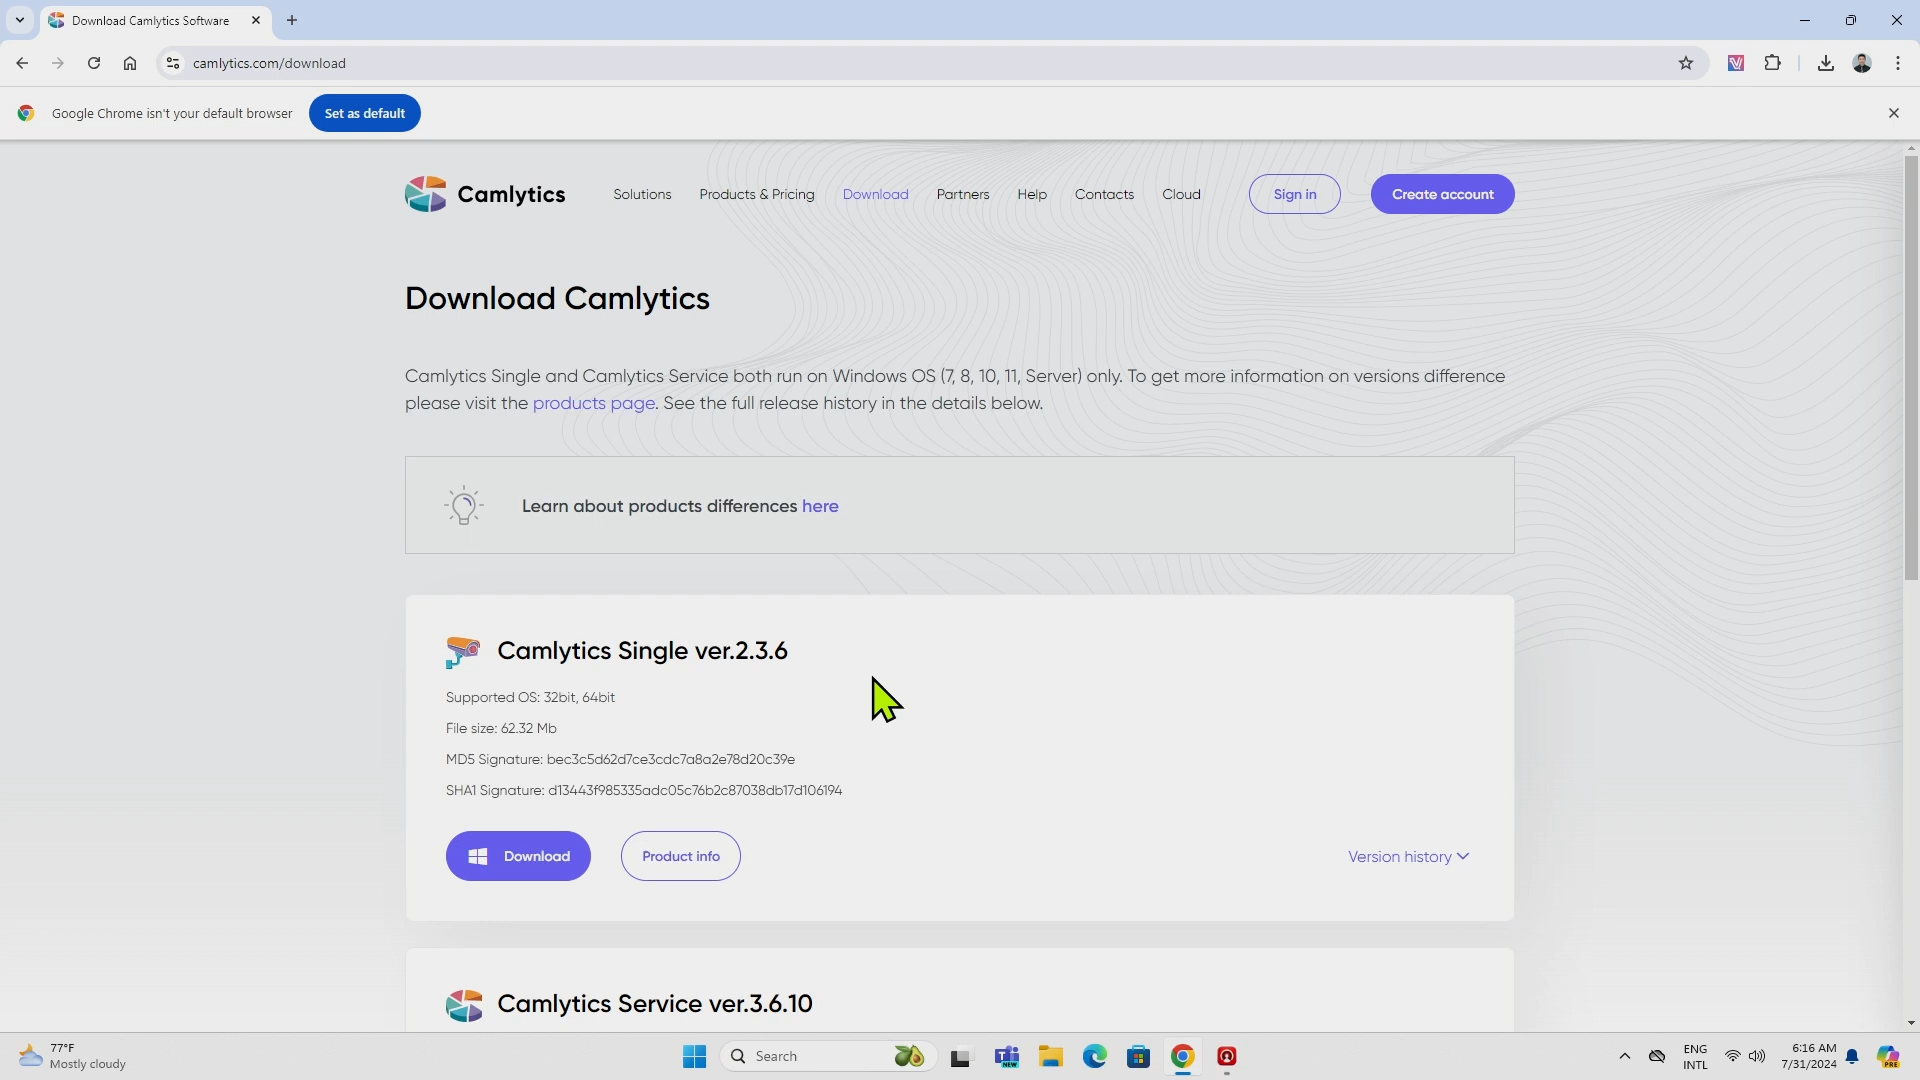 Download Camlytics Software
camlytics.com/download
Google Chrome isn't your default browser
Set as default
Camlytics
Solutions
Products & Pricing
Download
Partners
Help
Contacts
Cloud
Sign in
Create account
Download Camlytics
Camlytics Single and Camlytics Service both run on Windows OS (7, 8, 10, 11, Server) only. To get more information on versions difference
please visit the products page. See the full release history in the details below.
Learn about products differences here
Camlytics Single ver.2.3.6
Supported OS: 32bit, 64bit
File size: 62.32 Mb
MD5 Signature: bec3c5d62d7ce3cdc7a8a2e78d20c39e
SHA1 Signature: d13443f985335adc05c76b2c87038db17d106194
Download
Product info
Version history
Camlytics Service ver.3.6.10
77°F
Mostly cloudy
Search
NEW
ENG
INTL
6:16 AM
7/31/2024
PRE